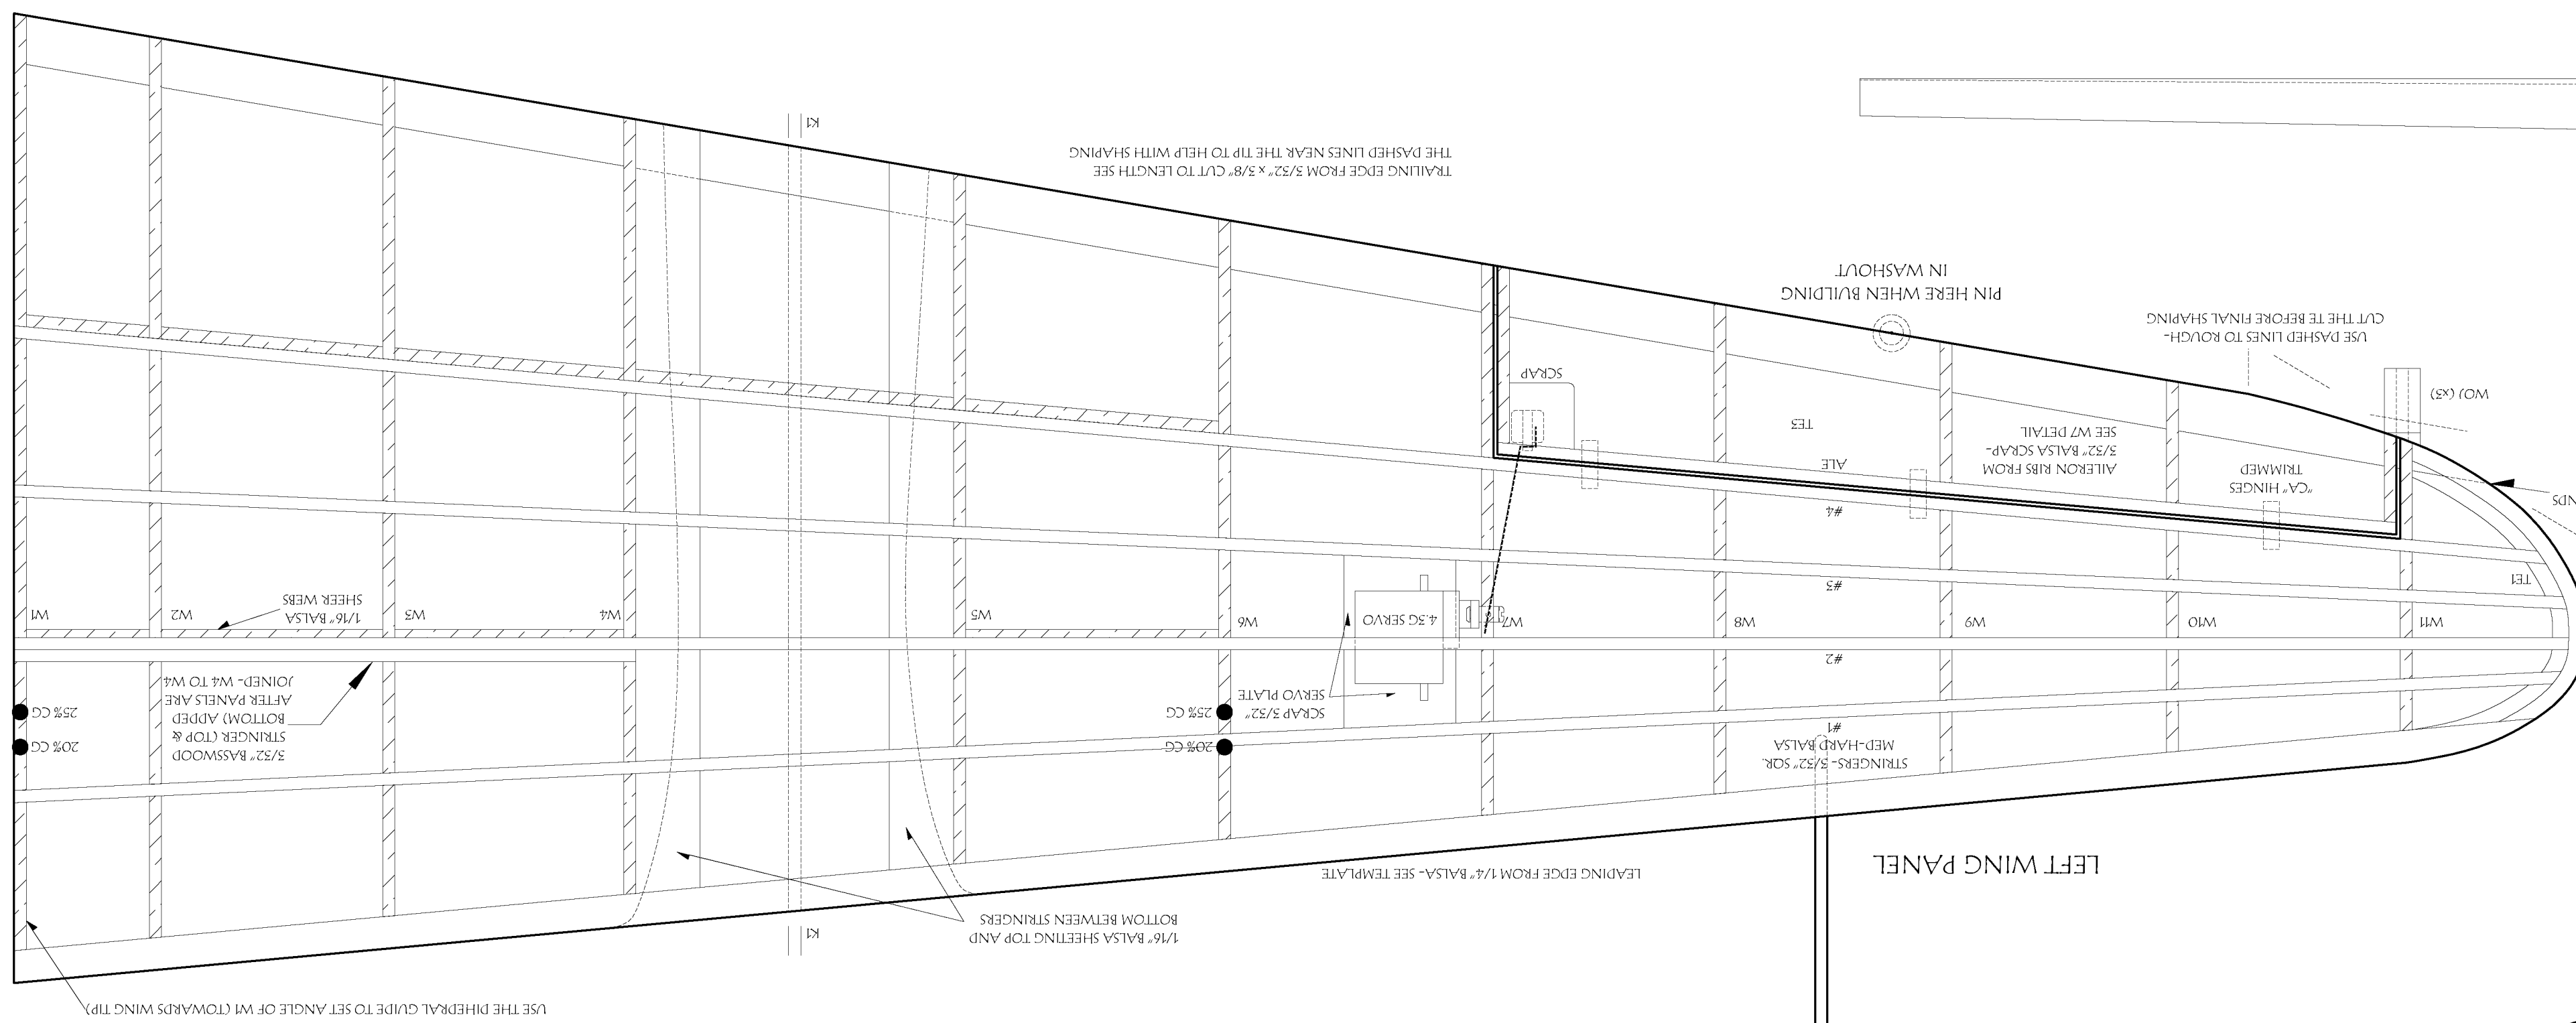 USE THE DIHEDRAL GUIDE TO SET ANGLE OF W1 (TOWARDS WING TIP)
K1
1/16" BALSA SHEETING TOP AND
BOTTOM BETWEEN STRINGERS
LEADING EDGE FROM 1/4" BALSA- SEE TEMPLATE
LEFT WING PANEL
STRINGERS- 3/32" SQR.
MED-HARD BALSA
#1
20% CG
25% CG
20% CG
25% CG
3/32" BASSWOOD
STRINGER (TOP &
BOTTOM) ADDED
AFTER PANELS ARE
JOINED- W4 TO W4
SCRAP 3/32"
SERVO PLATE
#2
W11
W10
W9
W8
W7
4.3G SERVO
W6
W5
W4
W3
W2
W1
1/16" BALSA
SHEER WEBS
#3
TE1
#4
"CA" HINGES
TRIMMED
AILERON RIBS FROM
3/32" BALSA SCRAP-
SEE W7 DETAIL
ALE
TE3
SCRAP
WOJ (x3)
USE DASHED LINES TO ROUGH-
CUT THE TE BEFORE FINAL SHAPING
PIN HERE WHEN BUILDING
IN WASHOUT
TRAILING EDGE FROM 3/32" x 3/8" CUT TO LENGTH SEE
THE DASHED LINES NEAR THE TIP TO HELP WITH SHAPING
K1